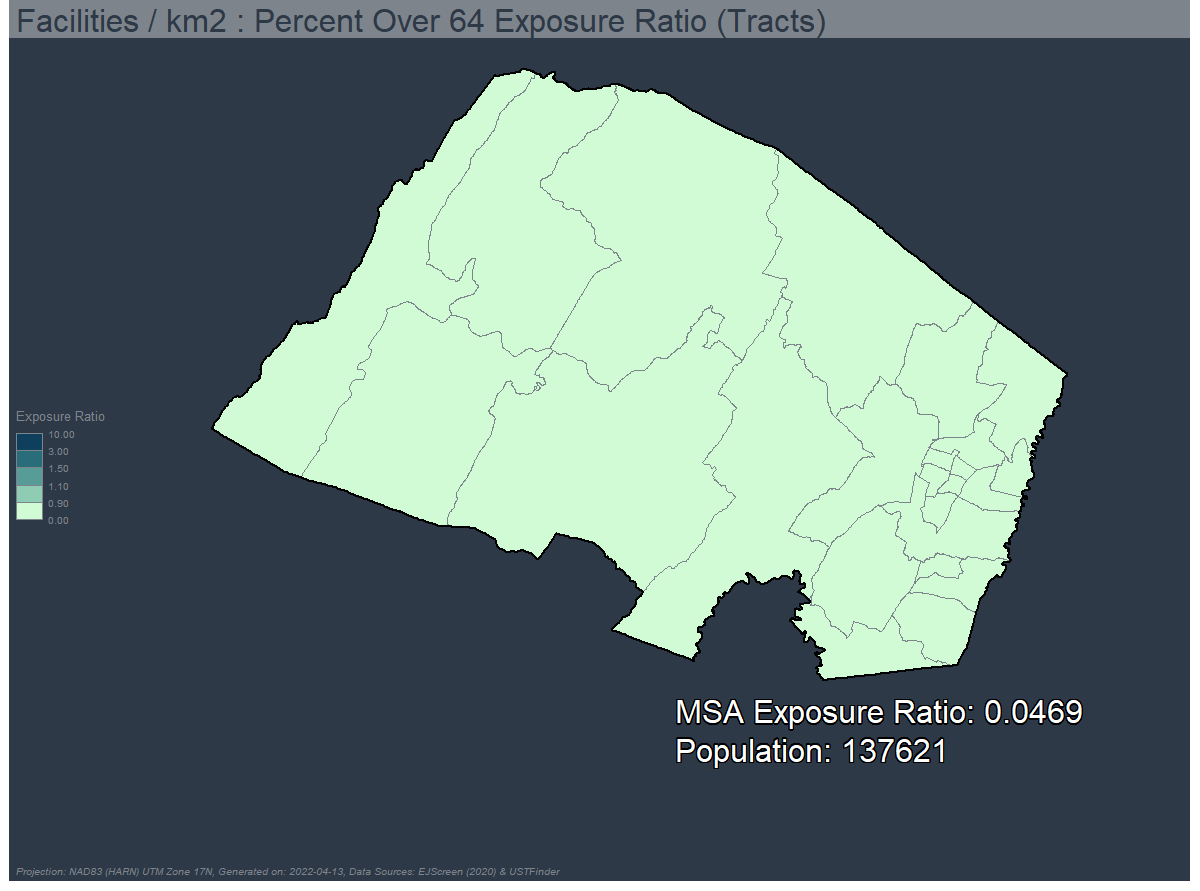 Facilities / km2 : Percent Over 64 Exposure Ratio (Tracts)
Exposure Ratio
10.00
3.00
1.50
1.10
0.90
0.00
MSA Exposure Ratio: 0.0469
Population: 137621
Projection: NAD83 (HARN) UTM Zone 17N, Generated on: 2022-04-13, Data Sources: EJScreen (2020) & USTFinder